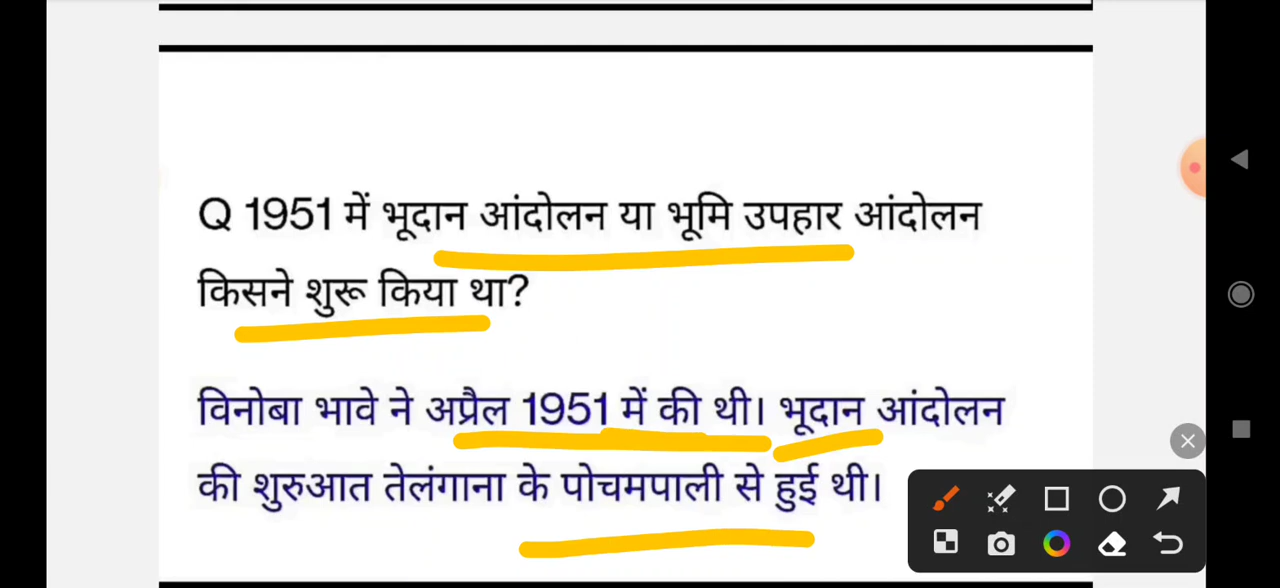 Q 1951 में भूदान आंदोलन या भूमि उपहार आंदोलन
किसने शुरू किया था?
विनोबा भावे ने अप्रैल 1951 में की थी। भूदान आंदोलन
की शुरुआत तेलंगाना के पोचमपाली से हुई थी।